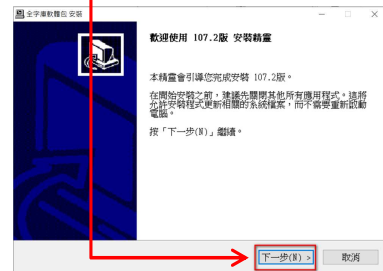 全字庫軟體包 安裝
歡迎使用 107.2版 安裝精靈
本精靈會引導您完成安裝 107.2版。
在開始安裝之前，建議先關閉其他所有應用程式。這將
允許安裝程式更新相關的系統檔案，而不需要重新啟動
電腦。
按「下一步(N)」繼續。
下一步(N) >
取消